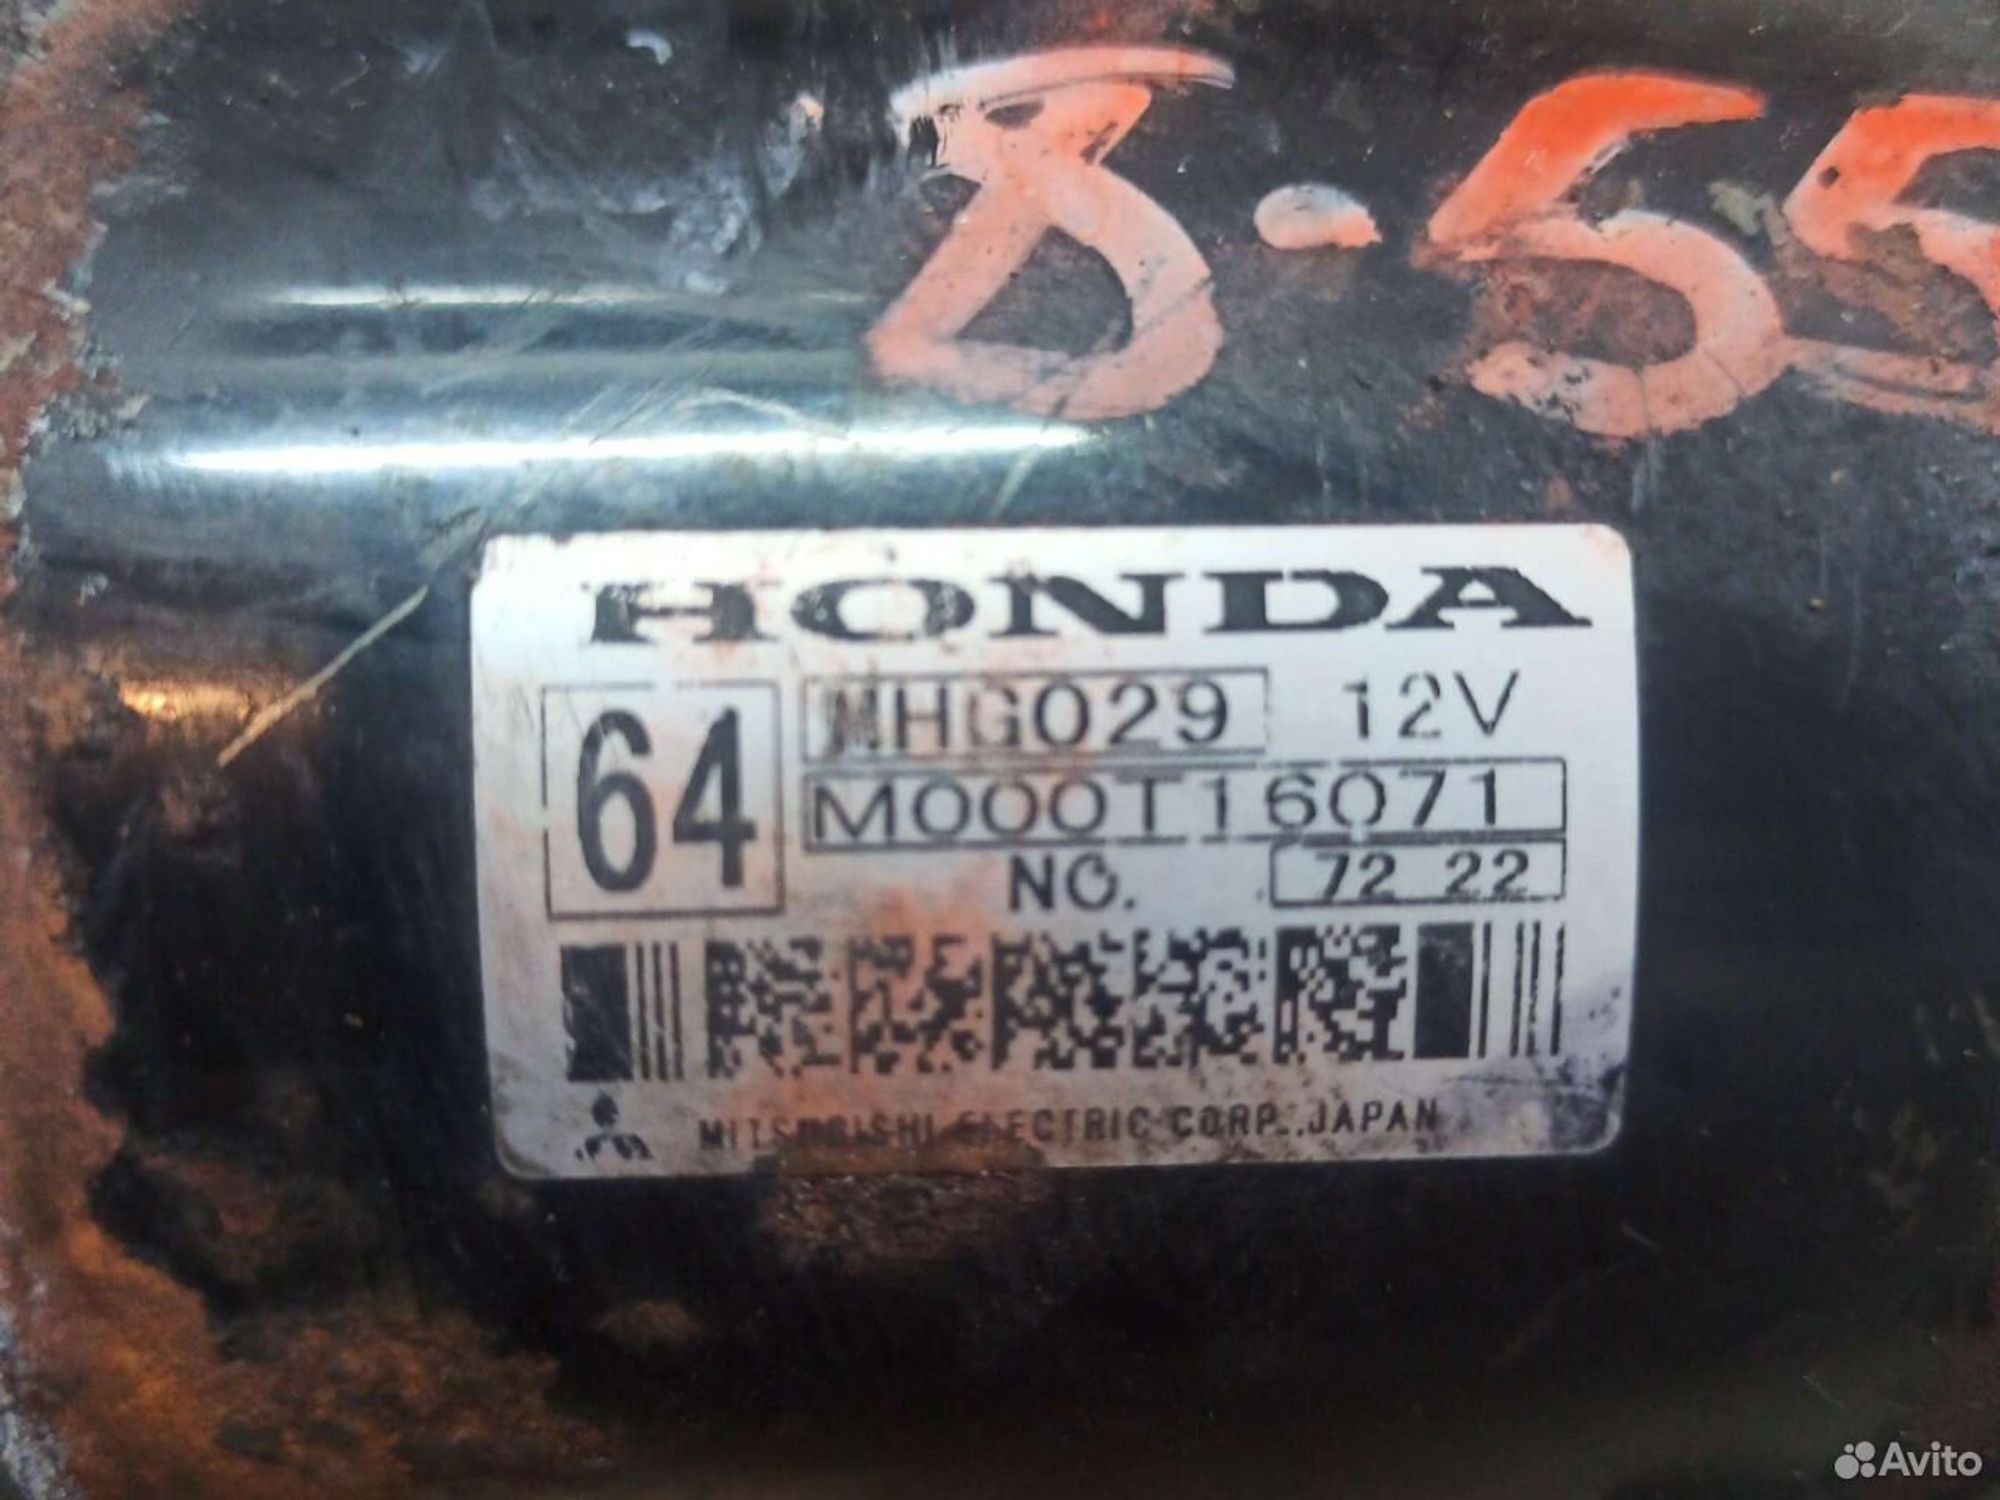 8-55
HONDA
64
MHG029 12V
M000T16071
NO. 72 22
MITSUBISHI ELECTRIC CORP.,JAPAN
Avito